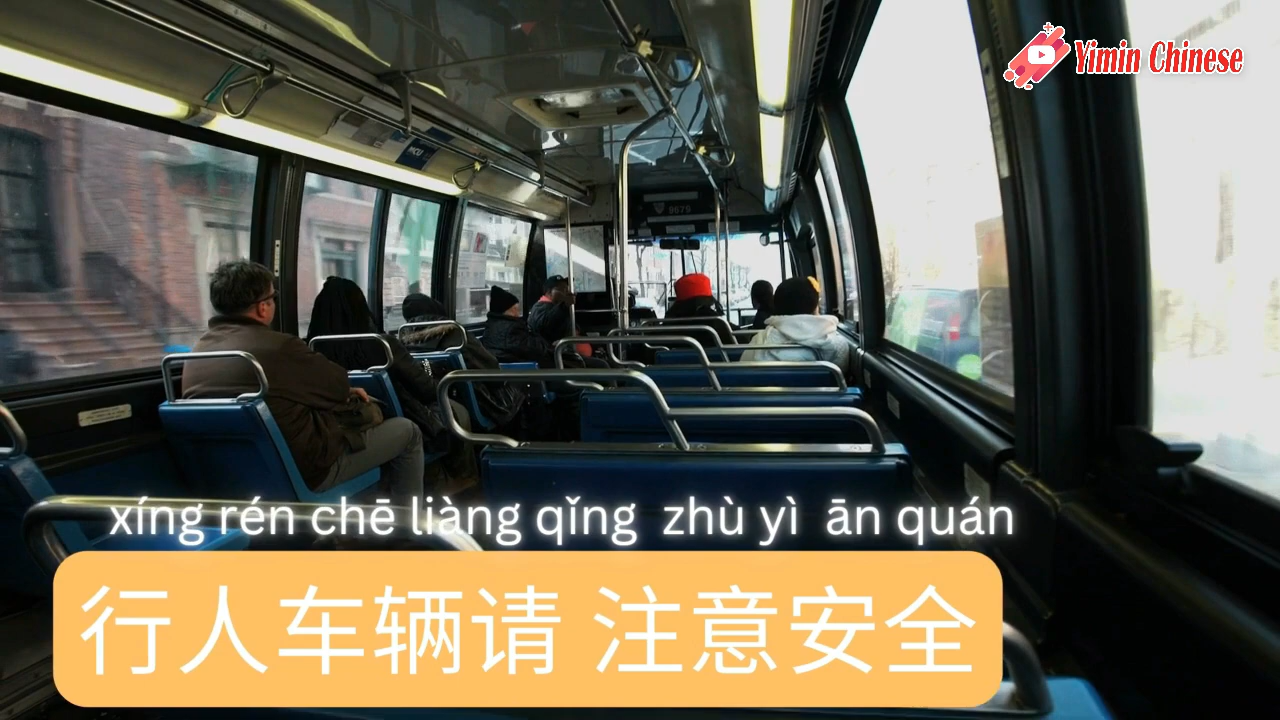 Yimin Chinese
9679
xíng rén chē liàng qǐng zhù yì ān quán
行人车辆请 注意安全